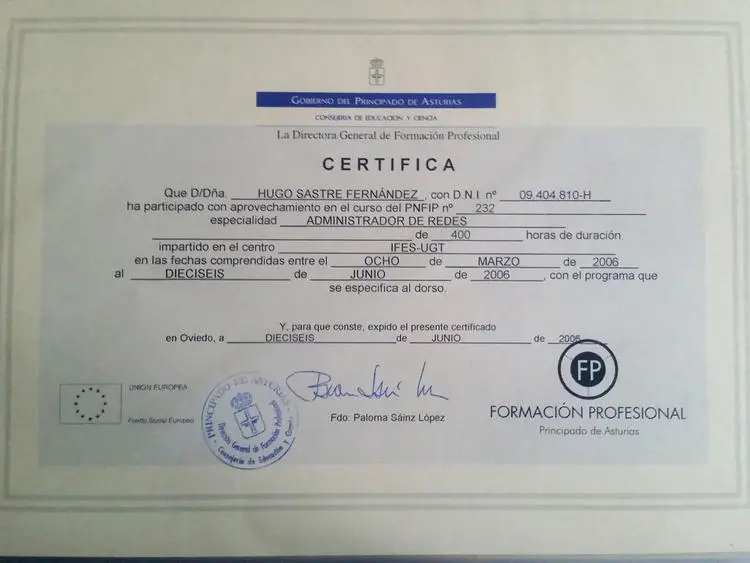 GOBIERNO DEL PRINCIPADO DE ASTURIAS
CONSEJERIA DE EDUCACION Y CIENCIA
La Directora General de Formación Profesional
CERTIFICA
Que D/Dña. HUGO SASTRE FERNÁNDEZ , con D.N.I nº 09.404.810-H
ha participado con aprovechamiento en el curso del PNFIP nº 232
especialidad ADMINISTRADOR DE REDES
de 400 horas de duración
impartido en el centro IFES-UGT
en las fechas comprendidas entre el OCHO de MARZO de 2006
al DIECISEIS de JUNIO de 2006 , con el programa que
se especifica al dorso.
Y, para que conste, expido el presente certificado
en Oviedo, a DIECISEIS de JUNIO de 2006
UNION EUROPEA
Fondo Social Europeo
PRINCIPADO DE ASTURIAS
Dirección General de Formación Profesional
Consejería de Educación y Ciencia
Fdo: Paloma Sáinz López
FP
FORMACIÓN PROFESIONAL
Principado de Asturias